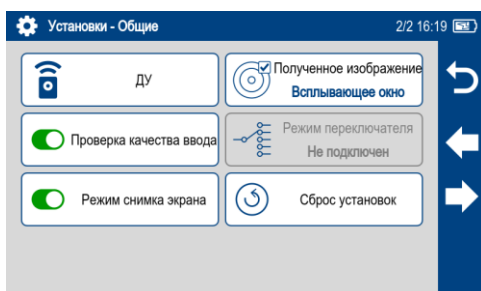 Установки - Общие
2/2 16:19
ДУ
Полученное изображение
Всплывающее окно
Проверка качества ввода
Режим переключателя
Не подключен
Режим снимка экрана
Сброс установок